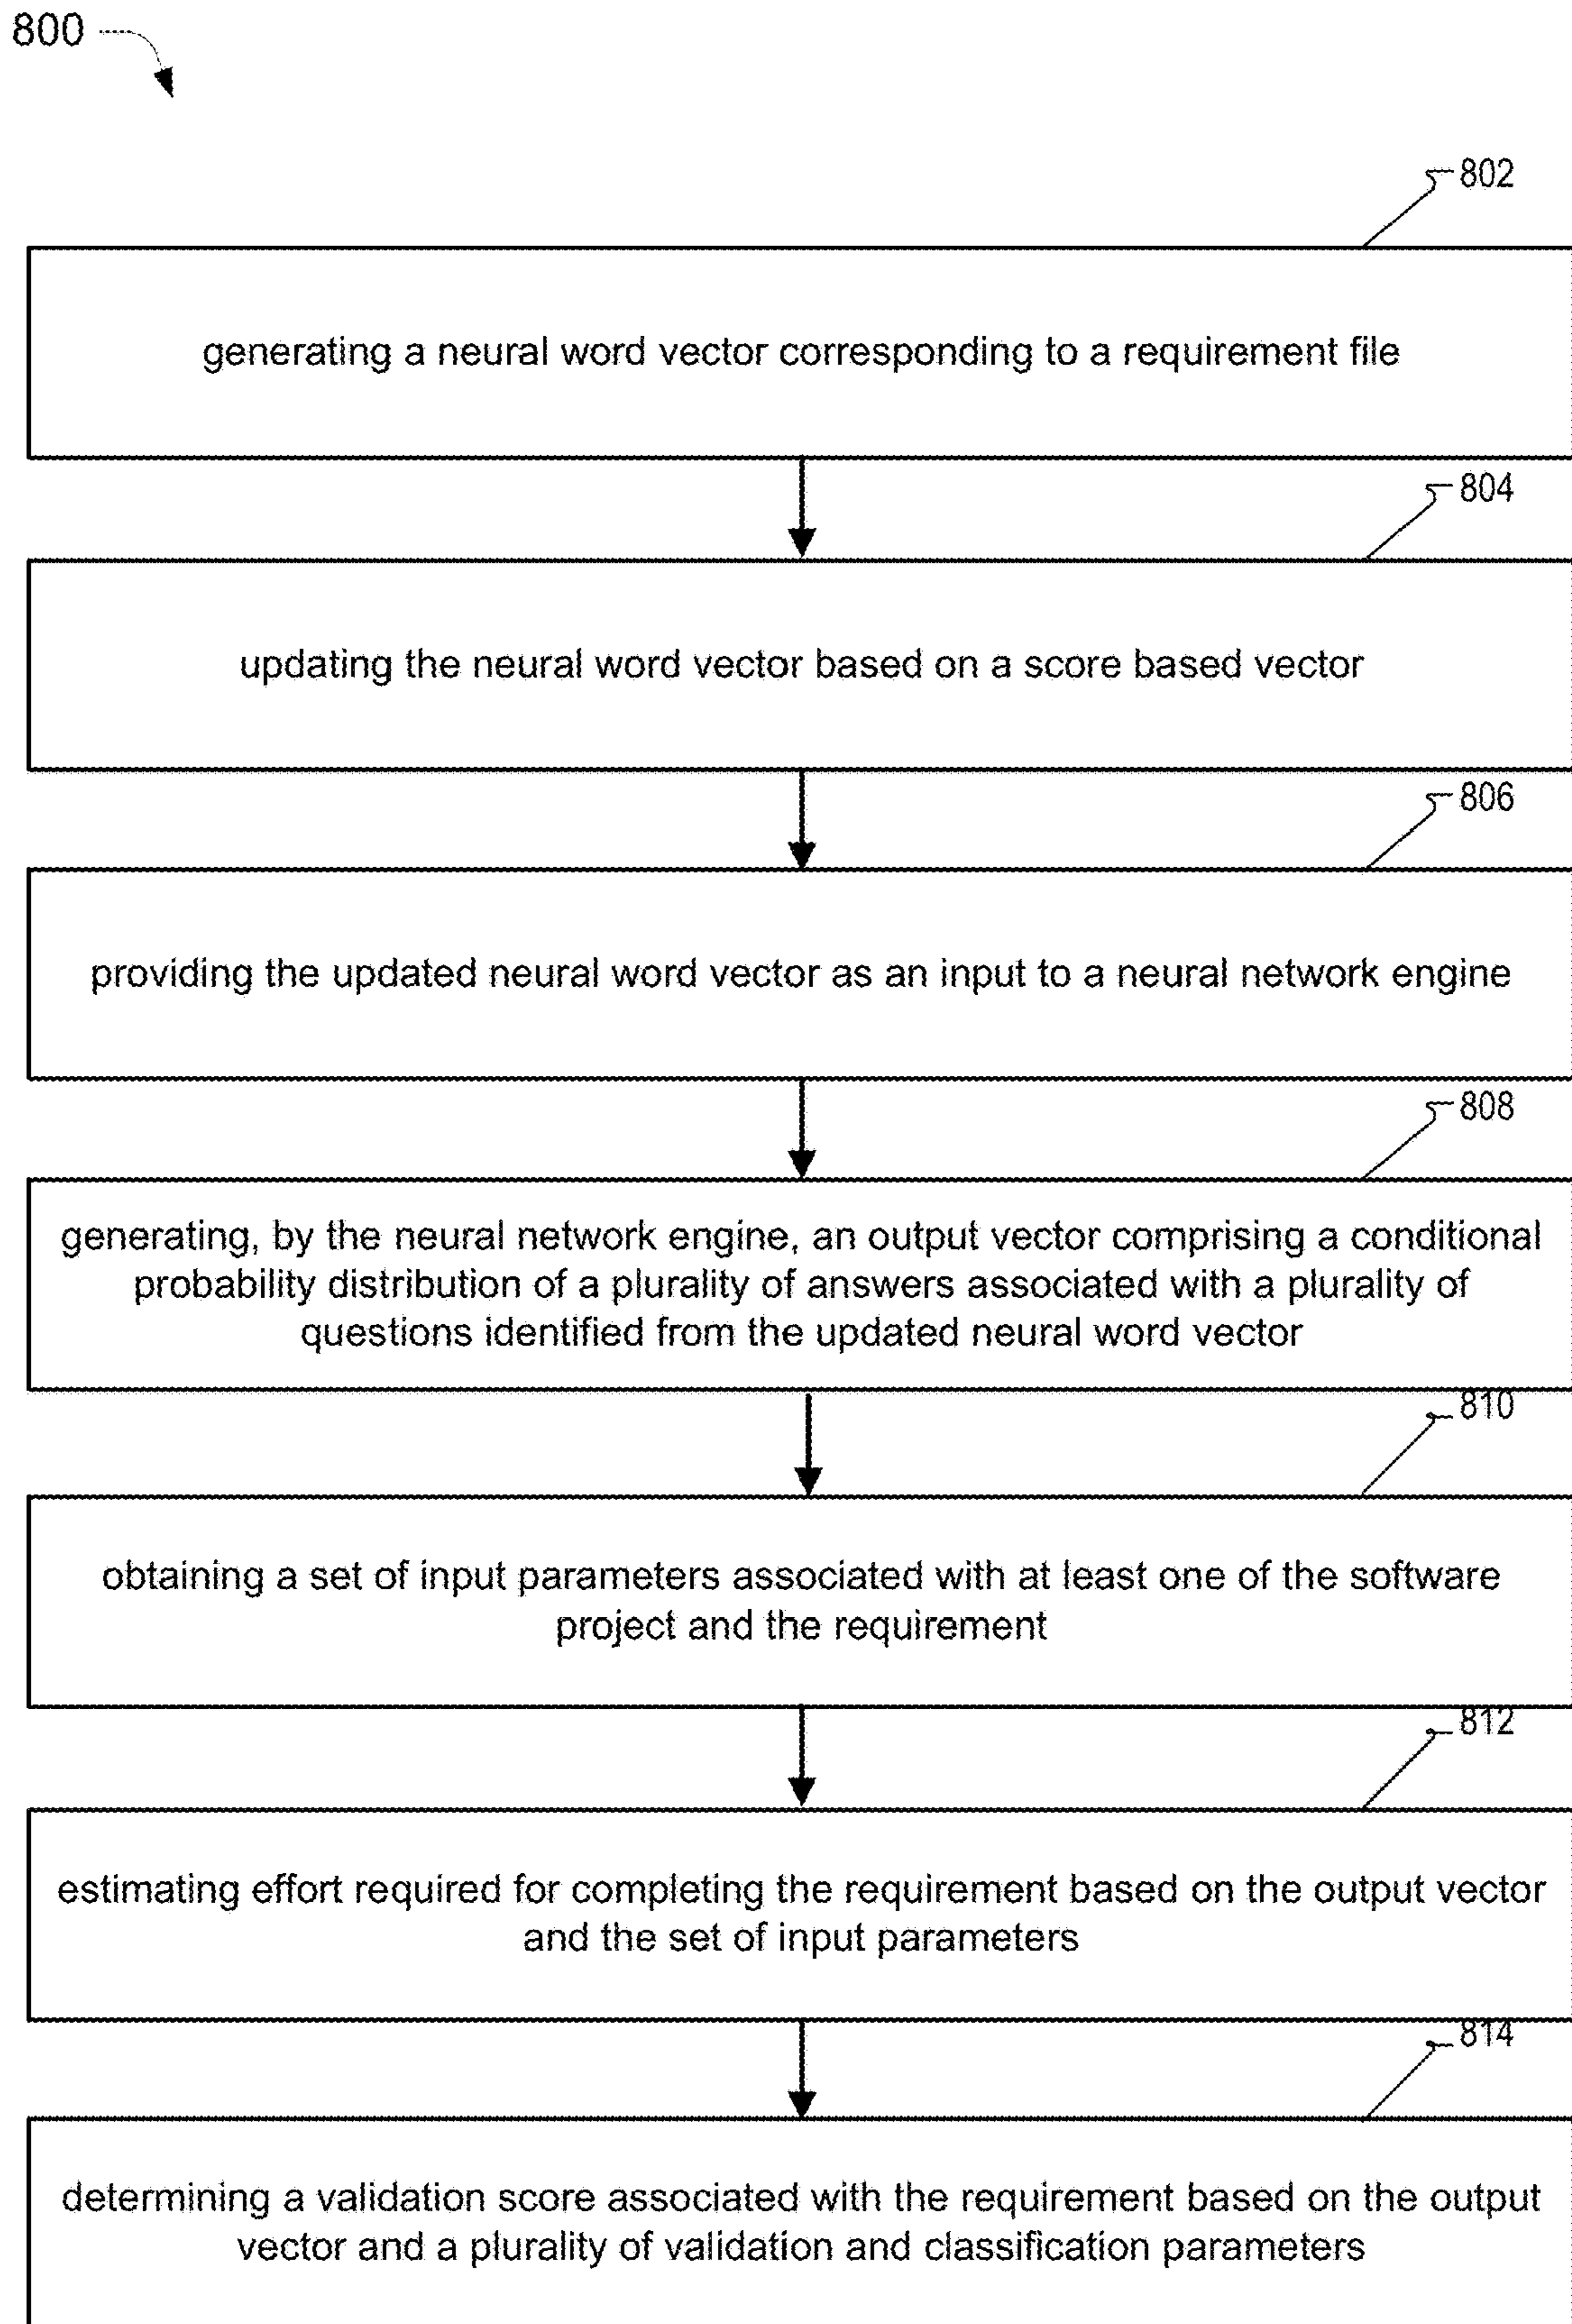 800
802
generating a neural word vector corresponding to a requirement file
804
updating the neural word vector based on a score based vector
806
providing the updated neural word vector as an input to a neural network engine
808
generating, by the neural network engine, an output vector comprising a conditional
probability distribution of a plurality of answers associated with a plurality of
questions identified from the updated neural word vector
810
obtaining a set of input parameters associated with at least one of the software
project and the requirement
812
estimating effort required for completing the requirement based on the output vector
and the set of input parameters
814
determining a validation score associated with the requirement based on the output
vector and a plurality of validation and classification parameters